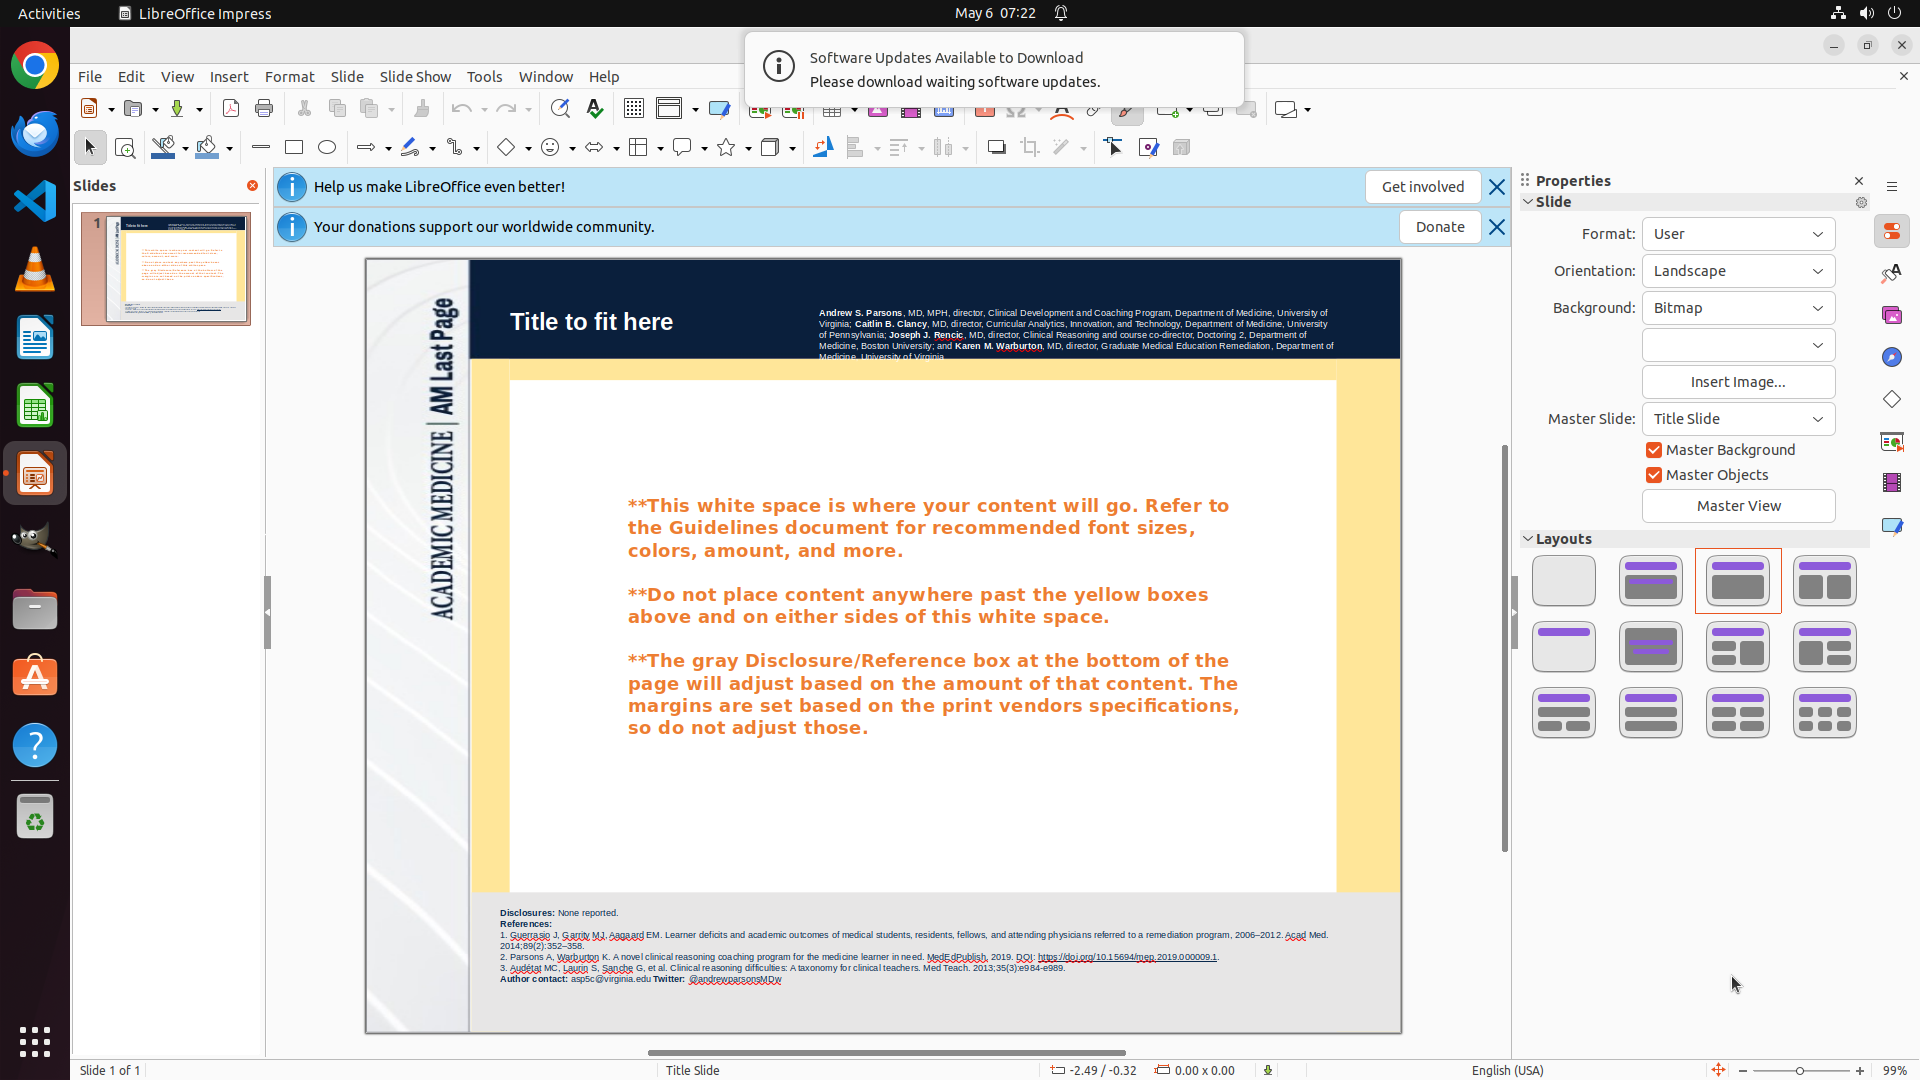 Activities
LibreOffice Impress
May 6 07:22
Software Updates Available to Download
Please download waiting software updates.
File Edit View Insert Format Slide Slide Show Tools Window Help
Slides
1
Help us make LibreOffice even better!
Get involved
Your donations support our worldwide community.
Donate
Title to fit here
Andrew S. Parsons, MD, MPH, director, Clinical Development and Coaching Program, Department of Medicine, University of
Virginia; Caitlin B. Clancy, MD, director, Curricular Analytics, Innovation, and Technology, Department of Medicine, University
of Pennsylvania; Joseph J. Rencic, MD, director, Clinical Reasoning and course co-director, Doctoring 2, Department of
Medicine, Boston University; and Karen M. Warburton, MD, director, Graduate Medical Education Remediation, Department of
Medicine, University of Virginia
ACADEMIC MEDICINE | AM Last Page
**This white space is where your content will go. Refer to
the Guidelines document for recommended font sizes,
colors, amount, and more.
**Do not place content anywhere past the yellow boxes
above and on either sides of this white space.
**The gray Disclosure/Reference box at the bottom of the
page will adjust based on the amount of that content. The
margins are set based on the print vendors specifications,
so do not adjust those.
Disclosures: None reported.
References:
1. Guerrasio J, Garrity MJ, Aagaard EM. Learner deficits and academic outcomes of medical students, residents, fellows, and attending physicians referred to a remediation program, 2006–2012. Acad Med.
2014;89(2):352–358.
2. Parsons A, Warburton K. A novel clinical reasoning coaching program for the medicine learner in need. MedEdPublish, 2019. DOI: https://doi.org/10.15694/mep.2019.000009.1.
3. Audétat MC, Laurin S, Sanche G, et al. Clinical reasoning difficulties: A taxonomy for clinical teachers. Med Teach. 2013;35(3):e984-e989.
Author contact: asp5c@virginia.edu Twitter: @andrewparsonsMDw
Properties
Slide
Format: User
Orientation: Landscape
Background: Bitmap
Insert Image...
Master Slide: Title Slide
Master Background
Master Objects
Master View
Layouts
Slide 1 of 1
Title Slide
-2.49 / -0.32
0.00 x 0.00
English (USA)
99%